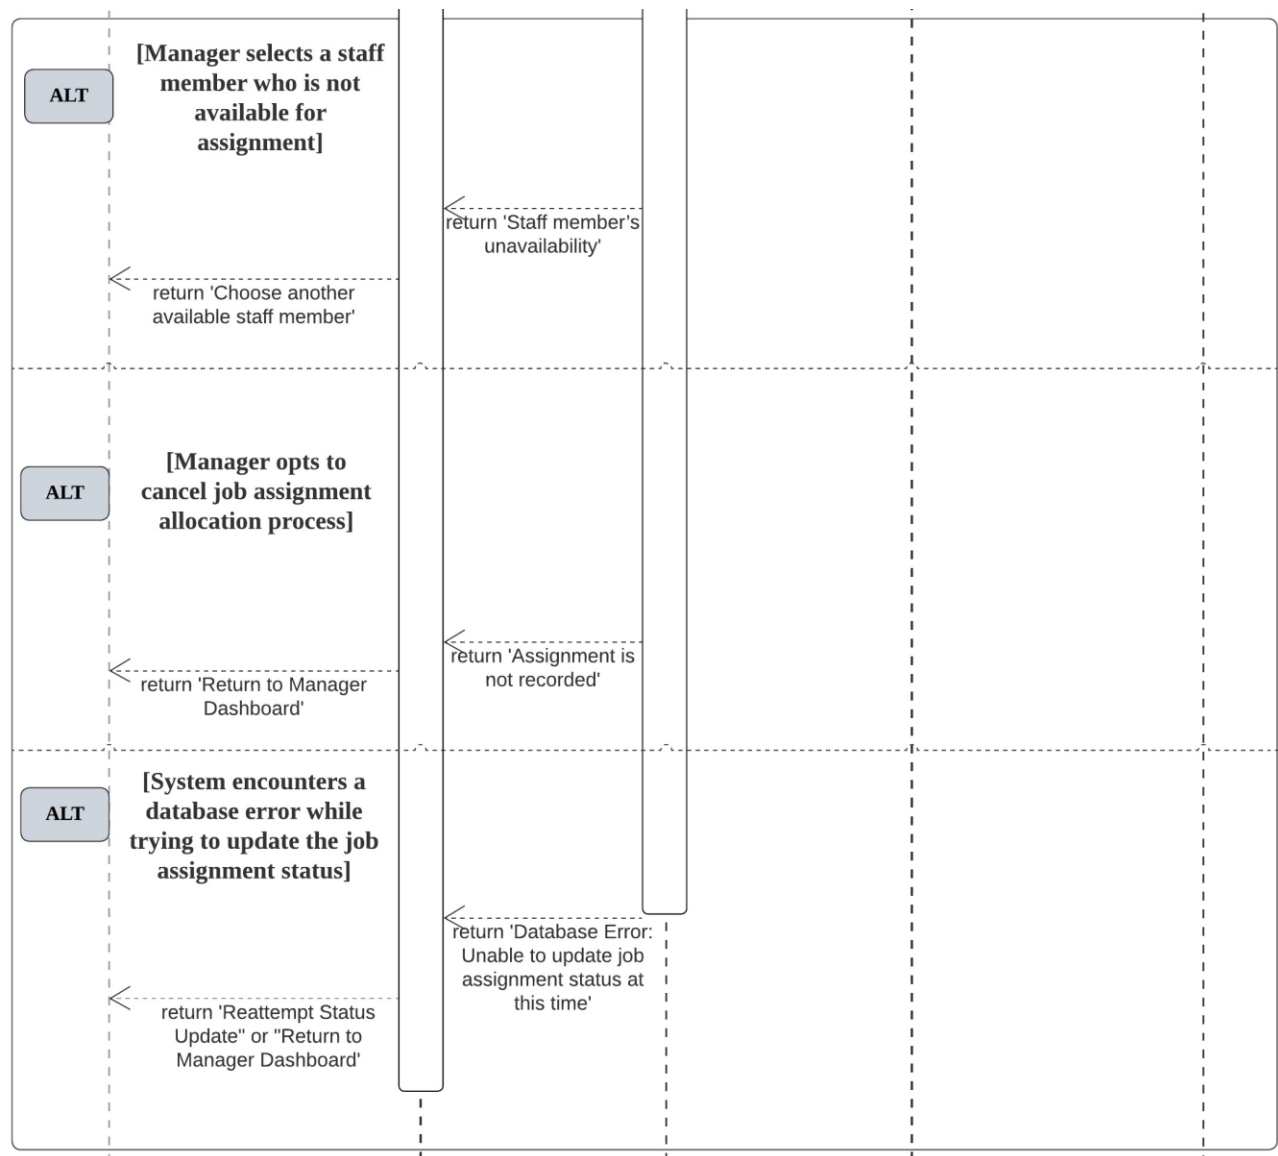 [Manager selects a staff
member who is not
available for
assignment]
ALT
return 'Staff member's
unavailability'
return 'Choose another
available staff member'
[Manager opts to
cancel job assignment
allocation process]
ALT
return 'Assignment is
not recorded'
return 'Return to Manager
Dashboard'
[System encounters a
database error while
trying to update the job
assignment status]
ALT
return 'Database Error:
Unable to update job
assignment status at
this time'
return 'Reattempt Status
Update" or "Return to
Manager Dashboard'